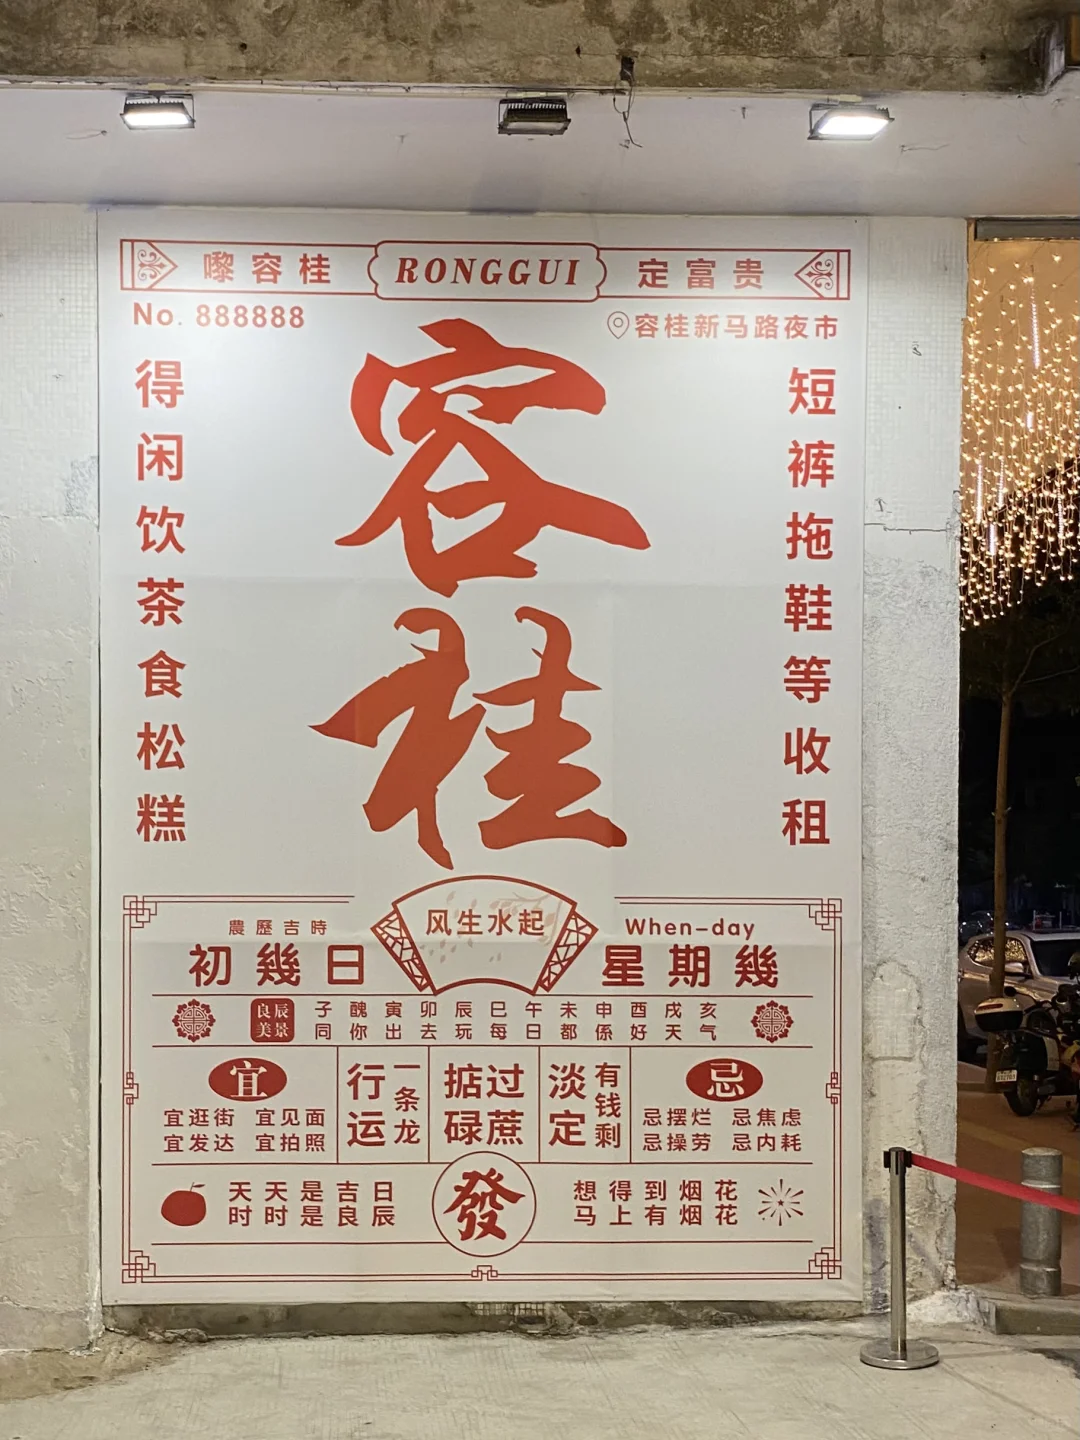 嚟容桂 RONGGUI 定富贵
No. 888888
容桂新马路夜市
得闲饮茶食松糕
容桂
短裤拖鞋等收租
风生水起
農歷吉時
初幾日
When-day
星期幾
良辰
美景
子醜寅卯辰巳午未申酉戌亥
同你出去玩每日都係好天气
宜
宜逛街 宜见面
宜发达 宜拍照
行运
一条龙
掂过
碌蔗
淡定
有钱剩
忌
忌摆烂 忌焦虑
忌操劳 忌内耗
天天是吉日
时时是良辰
發
想得到烟花
马上有烟花